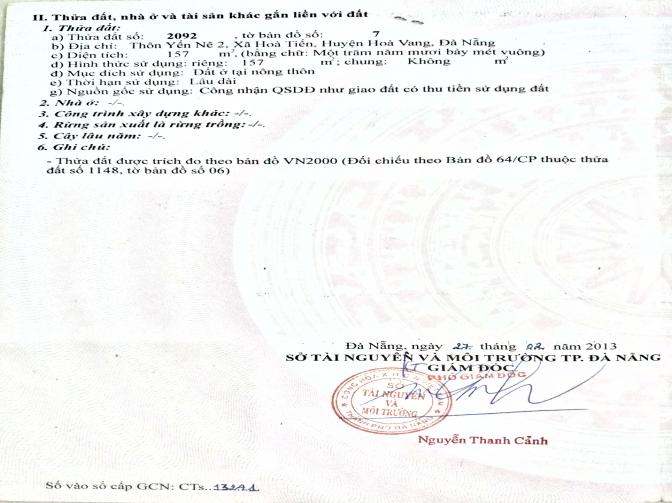 II. Thửa đất, nhà ở và tài sản khác gắn liền với đất
1. Thửa đất:
a) Thửa đất số: 2092 , tờ bản đồ số: 7
b) Địa chỉ: Thôn Yến Nê 2, Xã Hoà Tiến, Huyện Hoà Vang, Đà Nẵng
c) Diện tích: 157 m², (bằng chữ: Một trăm năm mươi bảy mét vuông)
d) Hình thức sử dụng: riêng: 157 m²; chung: Không m²
đ) Mục đích sử dụng: Đất ở tại nông thôn
e) Thời hạn sử dụng: Lâu dài
g) Nguồn gốc sử dụng: Công nhận QSDĐ như giao đất có thu tiền sử dụng đất
2. Nhà ở: -/-.
3. Công trình xây dựng khác: -/-.
4. Rừng sản xuất là rừng trồng: -/-.
5. Cây lâu năm: -/-.
6. Ghi chú:
- Thửa đất được trích đo theo bản đồ VN2000 (Đối chiếu theo Bản đồ 64/CP thuộc thửa
đất số 1148, tờ bản đồ số 06)
Đà Nẵng, ngày 27 tháng 02 năm 2013
SỞ TÀI NGUYÊN VÀ MÔI TRƯỜNG TP. ĐÀ NẴNG
GIÁM ĐỐC
PHÓ GIÁM ĐỐC
SỞ
TÀI NGUYÊN
VÀ
MÔI TRƯỜNG
THÀNH PHỐ ĐÀ NẴNG
Nguyễn Thanh Cảnh
Số vào sổ cấp GCN: CTs..